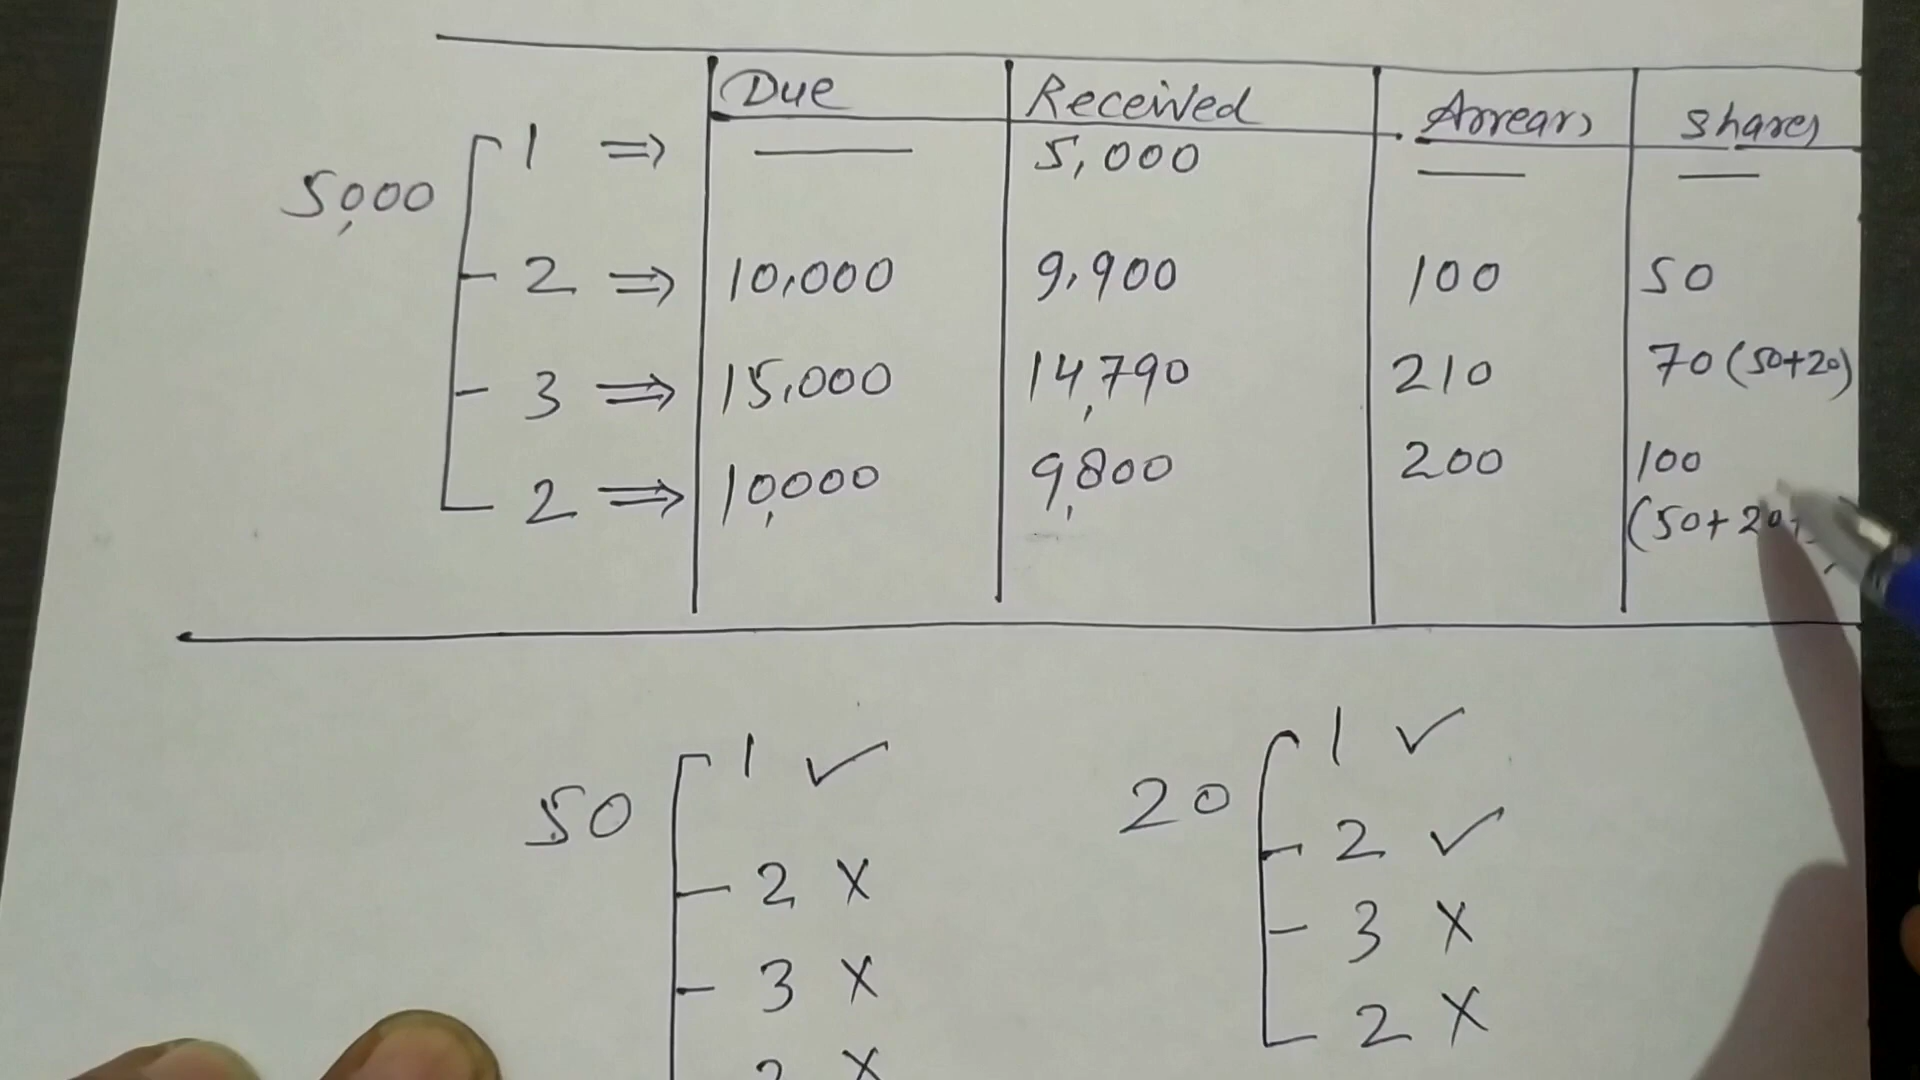 Due Received Arrears Shares
5,000 1 ⇒ — 5,000 — —
2 ⇒ 10,000 9,900 100 50
3 ⇒ 15,000 14,790 210 70 (50+20)
2 ⇒ 10,000 9,800 200 100
(50+20+
50 1 ✓
2 X
3 X
2 X
20 1 ✓
2 ✓
3 X
2 X